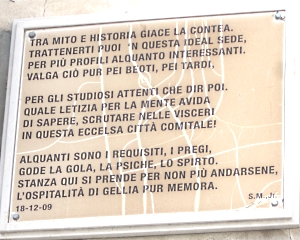 TRA MITO E HISTORIA GIACE LA CONTEA.
TRATTENERTI PUOI 'N QUESTA IDEAL SEDE,
PER PIÙ PROFILI ALQUANTO INTERESSANTI.
VALGA CIÒ PUR PEI BEOTI, PEI TARDI,
PER GLI STUDIOSI ATTENTI CHE DIR POI.
QUALE LETIZIA PER LA MENTE AVIDA
DI SAPERE, SCRUTARE NELLE VISCERI
IN QUESTA ECCELSA CITTÀ COMITALE!
ALQUANTI SONO I REQUISITI, I PREGI,
GODE LA GOLA, LA PSICHE, LO SPIRTO.
STANZA QUI SI PRENDE PER NON PIÙ ANDARSENE,
L'OSPITALITÀ DI GELLIA PUR MEMORA.
18-12-09 S.M.,Jr.